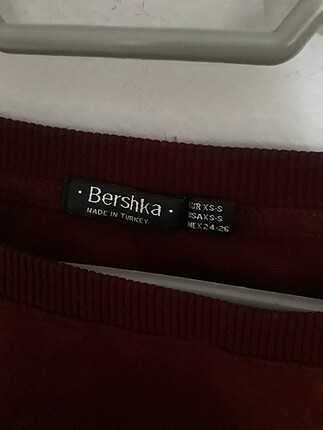 · Bershka ·
MADE IN TURKEY
EUR XS-S
USA XS-S
MEX 24-26